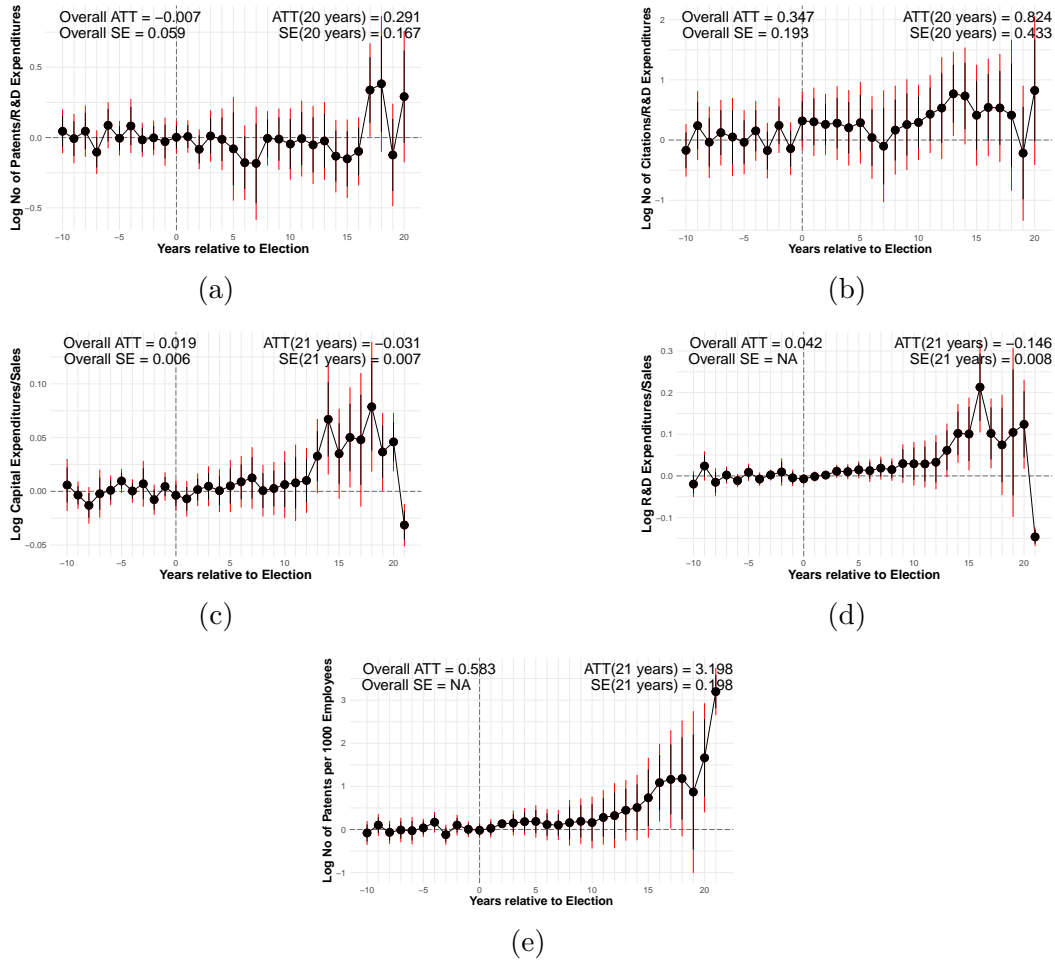 Overall ATT = −0.007
Overall SE = 0.059
ATT(20 years) = 0.291
SE(20 years) = 0.167
Log No of Patents/R&D Expenditures
0.5
0.0
−0.5
−10 −5 0 5 10 15 20
Years relative to Election
(a)
Overall ATT = 0.347
Overall SE = 0.193
ATT(20 years) = 0.824
SE(20 years) = 0.433
Log No of Citations/R&D Expenditures
2
1
0
−1
−10 −5 0 5 10 15 20
Years relative to Election
(b)
Overall ATT = 0.019
Overall SE = 0.006
ATT(21 years) = −0.031
SE(21 years) = 0.007
Log Capital Expenditures/Sales
0.10
0.05
0.00
−0.05
−10 −5 0 5 10 15 20
Years relative to Election
(c)
Overall ATT = 0.042
Overall SE = NA
ATT(21 years) = −0.146
SE(21 years) = 0.008
Log R&D Expenditures/Sales
0.3
0.2
0.1
0.0
−0.1
−10 −5 0 5 10 15 20
Years relative to Election
(d)
Overall ATT = 0.583
Overall SE = NA
ATT(21 years) = 3.198
SE(21 years) = 0.198
Log No of Patents per 1000 Employees
3
2
1
0
−1
−10 −5 0 5 10 15 20
Years relative to Election
(e)